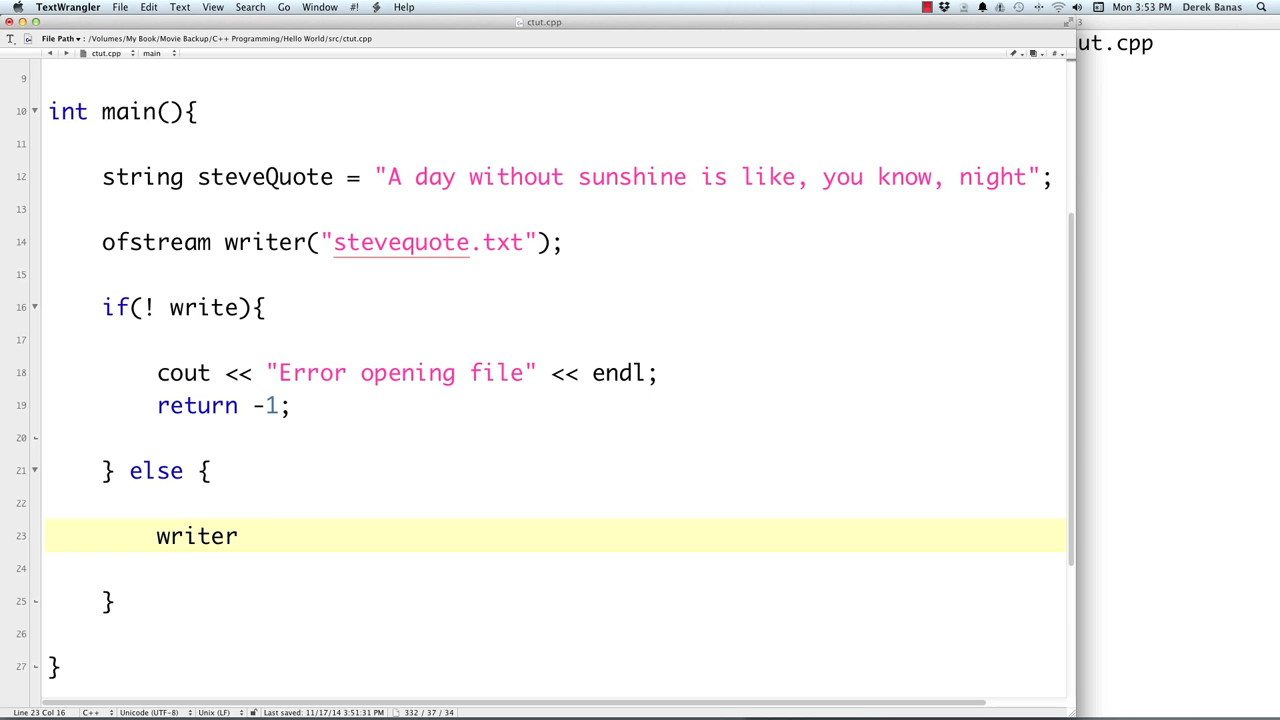 TextWrangler File Edit Text View Search Go Window #! Help Mon 3:53 PM Derek Banas
ctut.cpp
File Path ▾ : /Volumes/My Book/Movie Backup/C++ Programming/Hello World/src/ctut.cpp
ctut.cpp main
ut.cpp
9
10 int main(){
11
12 string steveQuote = "A day without sunshine is like, you know, night";
13
14 ofstream writer("stevequote.txt");
15
16 if(! write){
17
18 cout << "Error opening file" << endl;
19 return -1;
20
21 } else {
22
23 writer
24
25 }
26
27 }
Line 23 Col 16 C++ Unicode (UTF-8) Unix (LF) Last saved: 11/17/14 3:51:31 PM 332 / 37 / 34